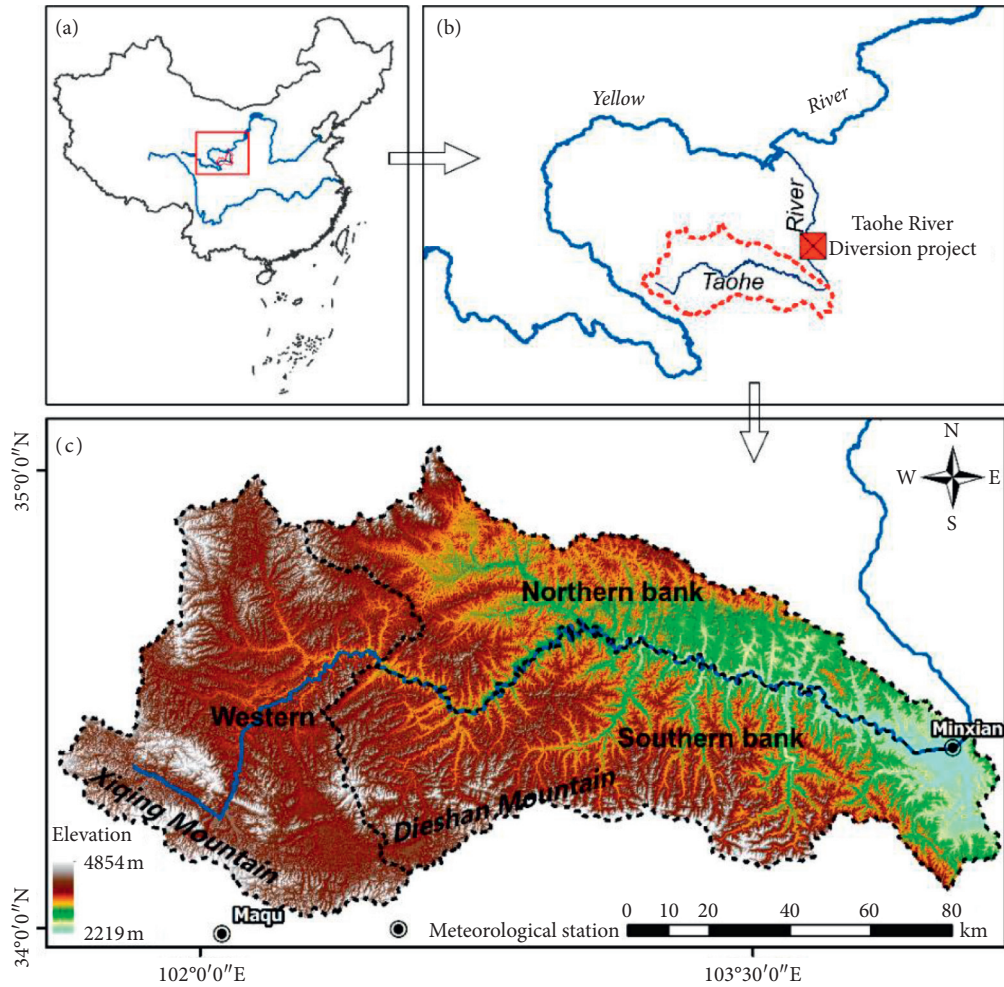 (a)
(b)
Yellow
River
River
Taohe
Taohe River
Diversion project
(c)
N
W
E
S
35°0′0″N
34°0′0″N
Northern bank
Western
Southern bank
Minxian
Xiqing Mountain
Dieshan Mountain
Elevation
4854 m
2219 m
Maqu
Meteorological station
0 10 20 40 60 80
km
102°0′0″E
103°30′0″E